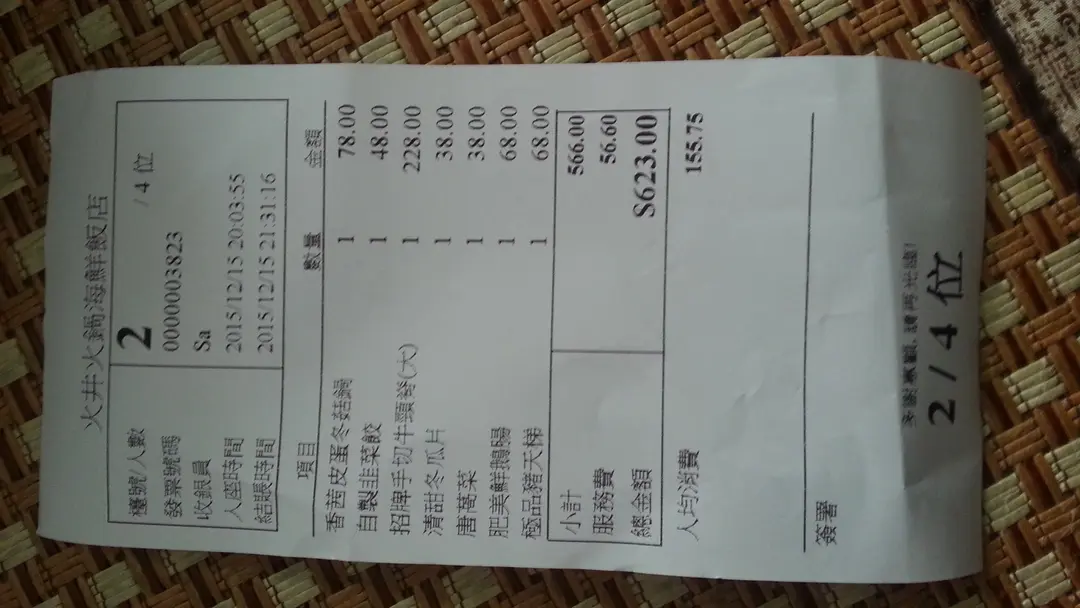 火井火鍋海鮮飯店
檯號/人數 2 / 4 位
發票號碼 0000003823
收銀員 Sa
入座時間 2015/12/15 20:03:55
結賬時間 2015/12/15 21:31:16
項目 數量 金額
香茜皮蛋冬菇鍋 1 78.00
自製韭菜餃 1 48.00
招牌手切牛頸脊(大) 1 228.00
清甜冬瓜片 1 38.00
唐蒿菜 1 38.00
肥美鮮鵝腸 1 68.00
極品豬天梯 1 68.00
小計 566.00
服務費 56.60
總金額 $623.00
人均消費 155.75
簽署
多謝惠顧, 請再光臨!
2 / 4 位